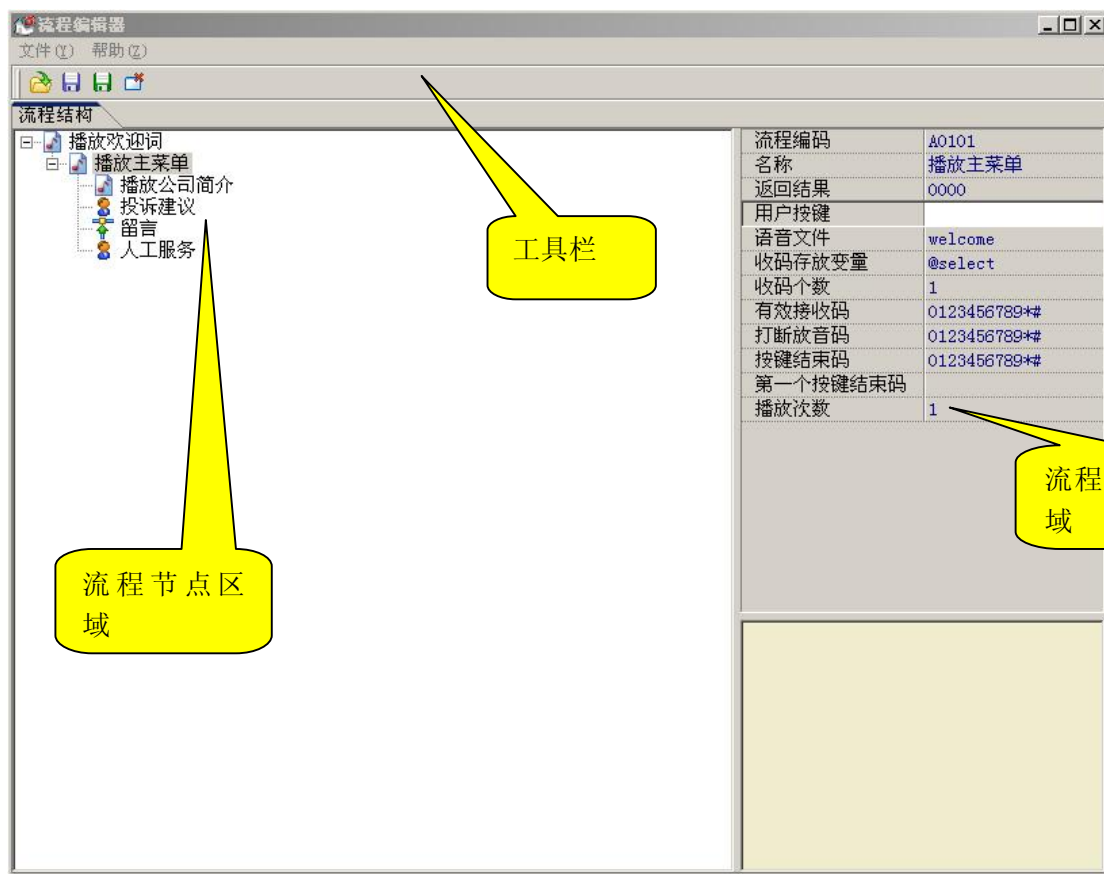 流程编辑器
文件(Y) 帮助(Z)
流程结构
播放欢迎词
播放主菜单
播放公司简介
投诉建议
留言
人工服务
工具栏
流程节点区
域
流程编码 A0101
名称 播放主菜单
返回结果 0000
用户按键
语音文件 welcome
收码存放变量 @select
收码个数 1
有效接收码 0123456789*#
打断放音码 0123456789*#
按键结束码 0123456789*#
第一个按键结束码
播放次数 1
流程
域